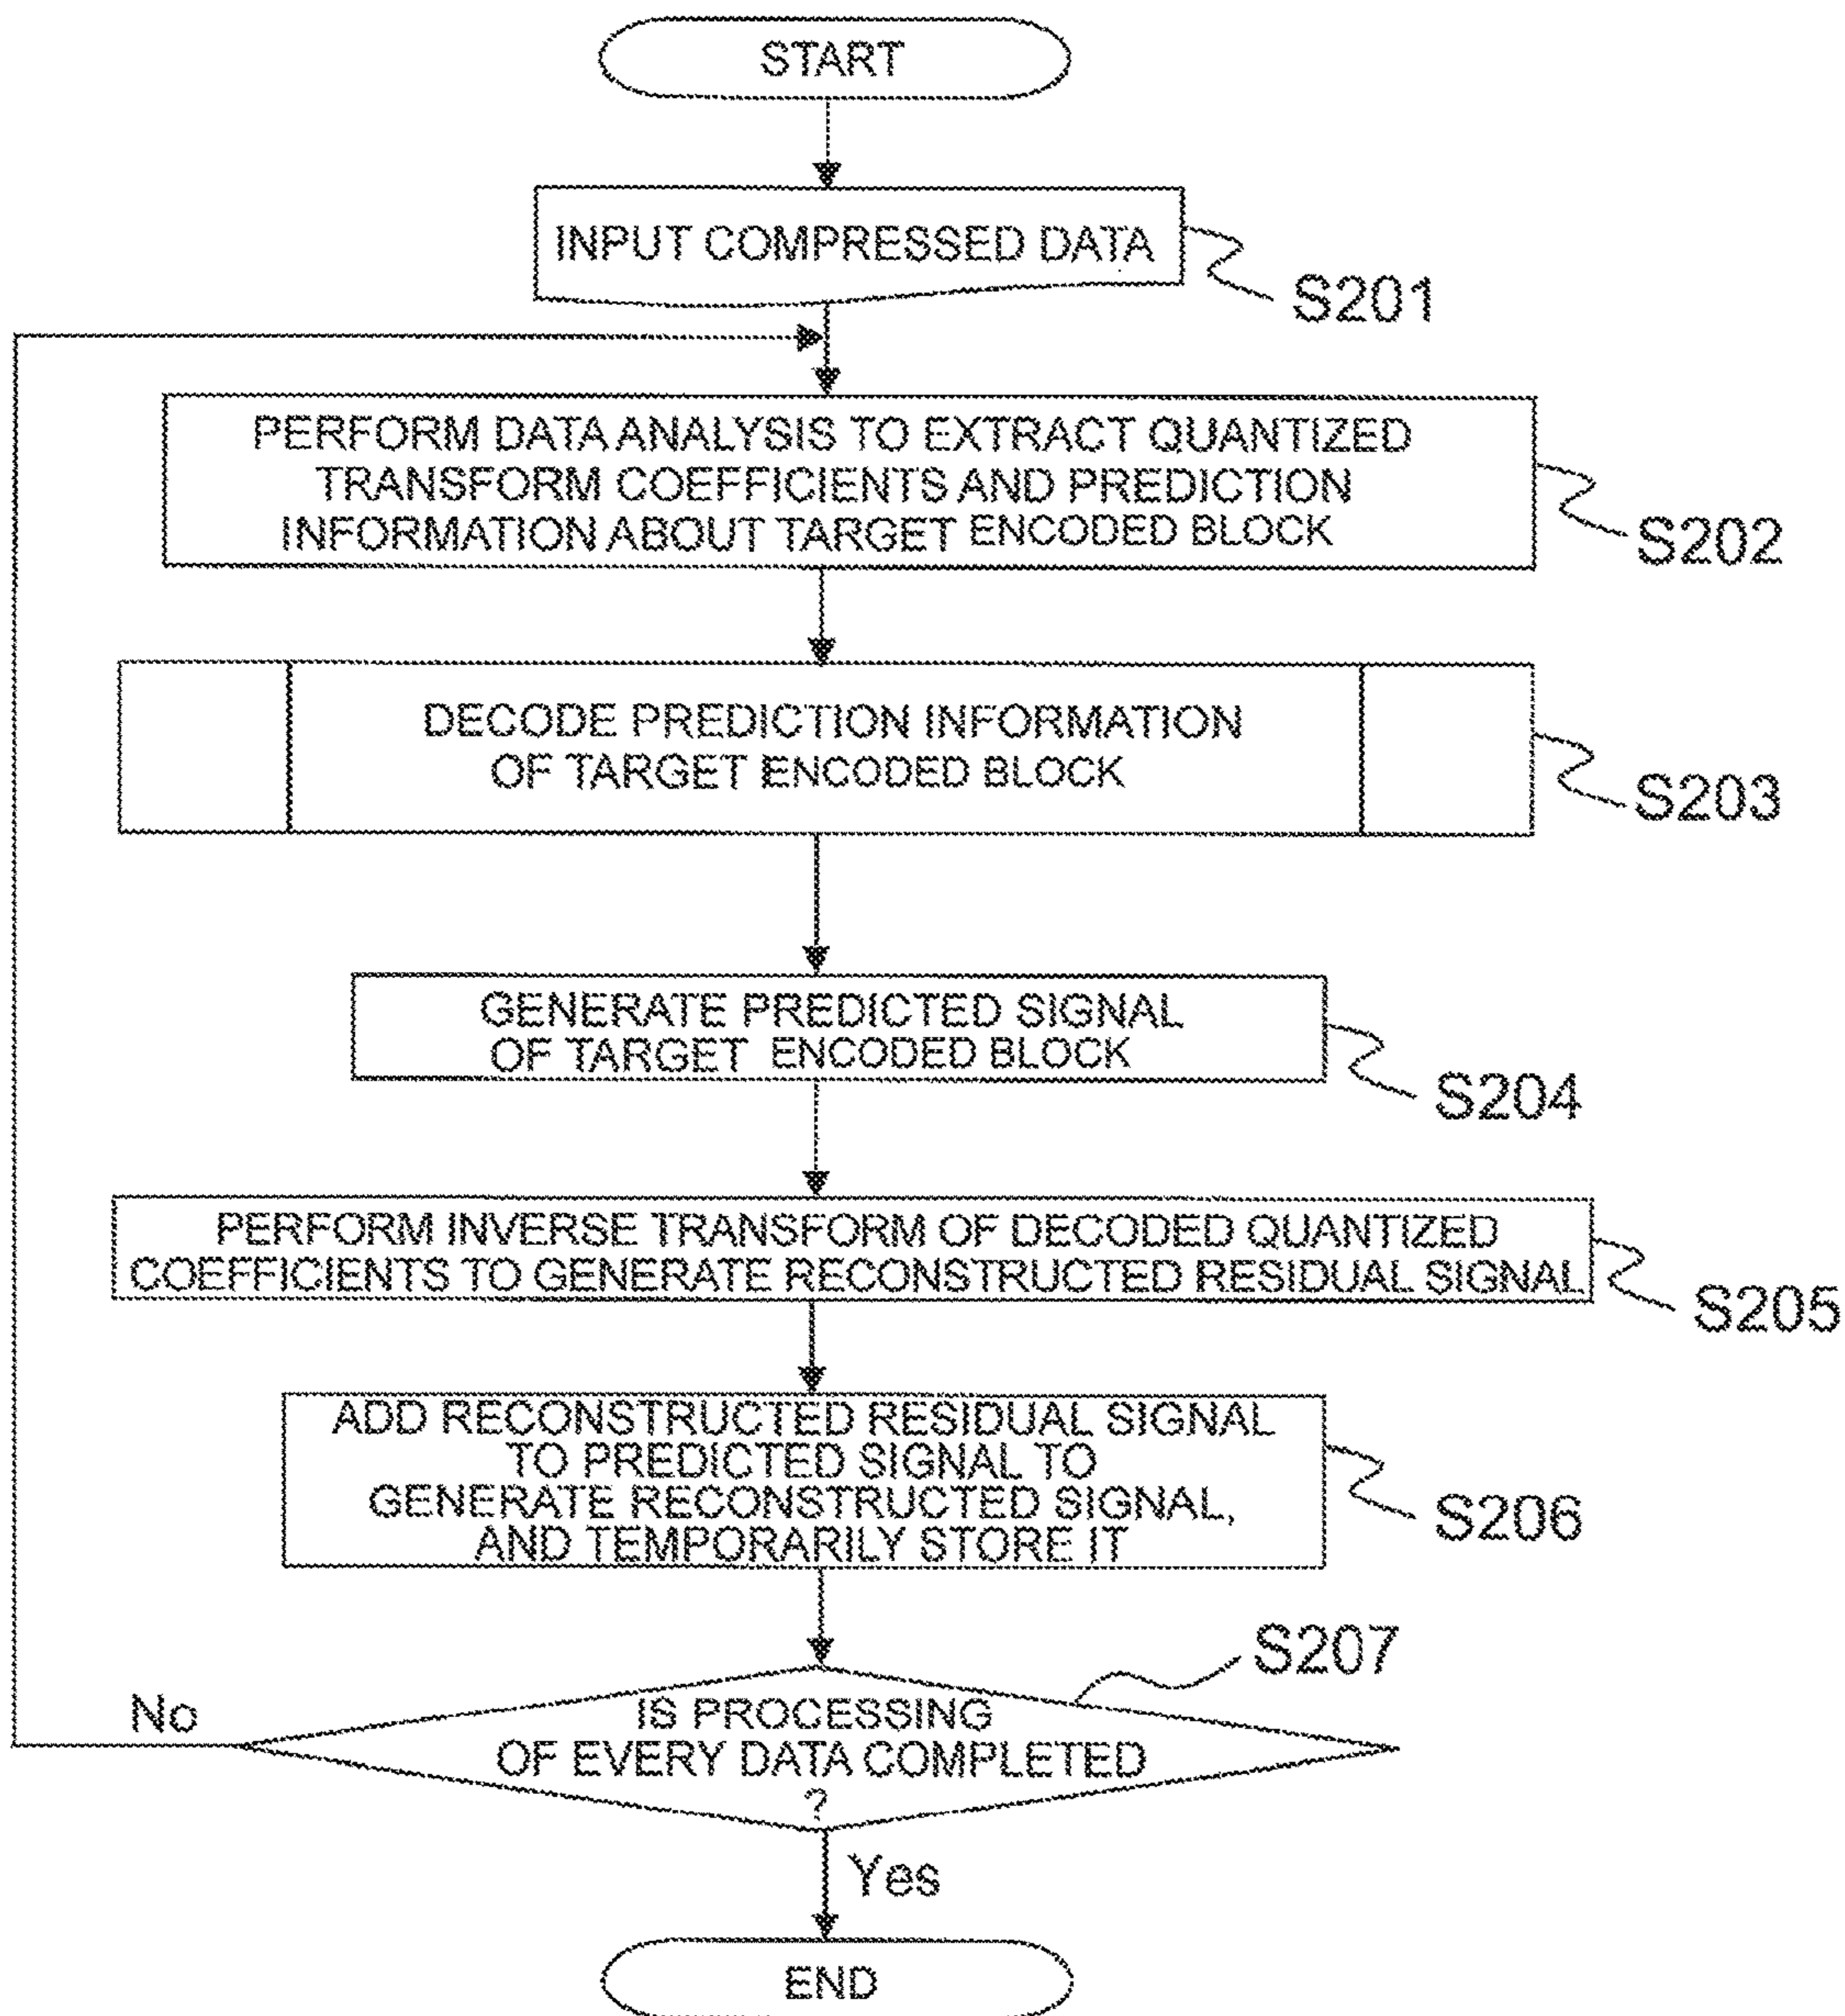 START
INPUT COMPRESSED DATA
S201
PERFORM DATA ANALYSIS TO EXTRACT QUANTIZED
TRANSFORM COEFFICIENTS AND PREDICTION
INFORMATION ABOUT TARGET ENCODED BLOCK
S202
DECODE PREDICTION INFORMATION
OF TARGET ENCODED BLOCK
S203
GENERATE PREDICTED SIGNAL
OF TARGET ENCODED BLOCK
S204
PERFORM INVERSE TRANSFORM OF DECODED QUANTIZED
COEFFICIENTS TO GENERATE RECONSTRUCTED RESIDUAL SIGNAL
S205
ADD RECONSTRUCTED RESIDUAL SIGNAL
TO PREDICTED SIGNAL TO
GENERATE RECONSTRUCTED SIGNAL,
AND TEMPORARILY STORE IT
S206
S207
No
IS PROCESSING
OF EVERY DATA COMPLETED
?
Yes
END